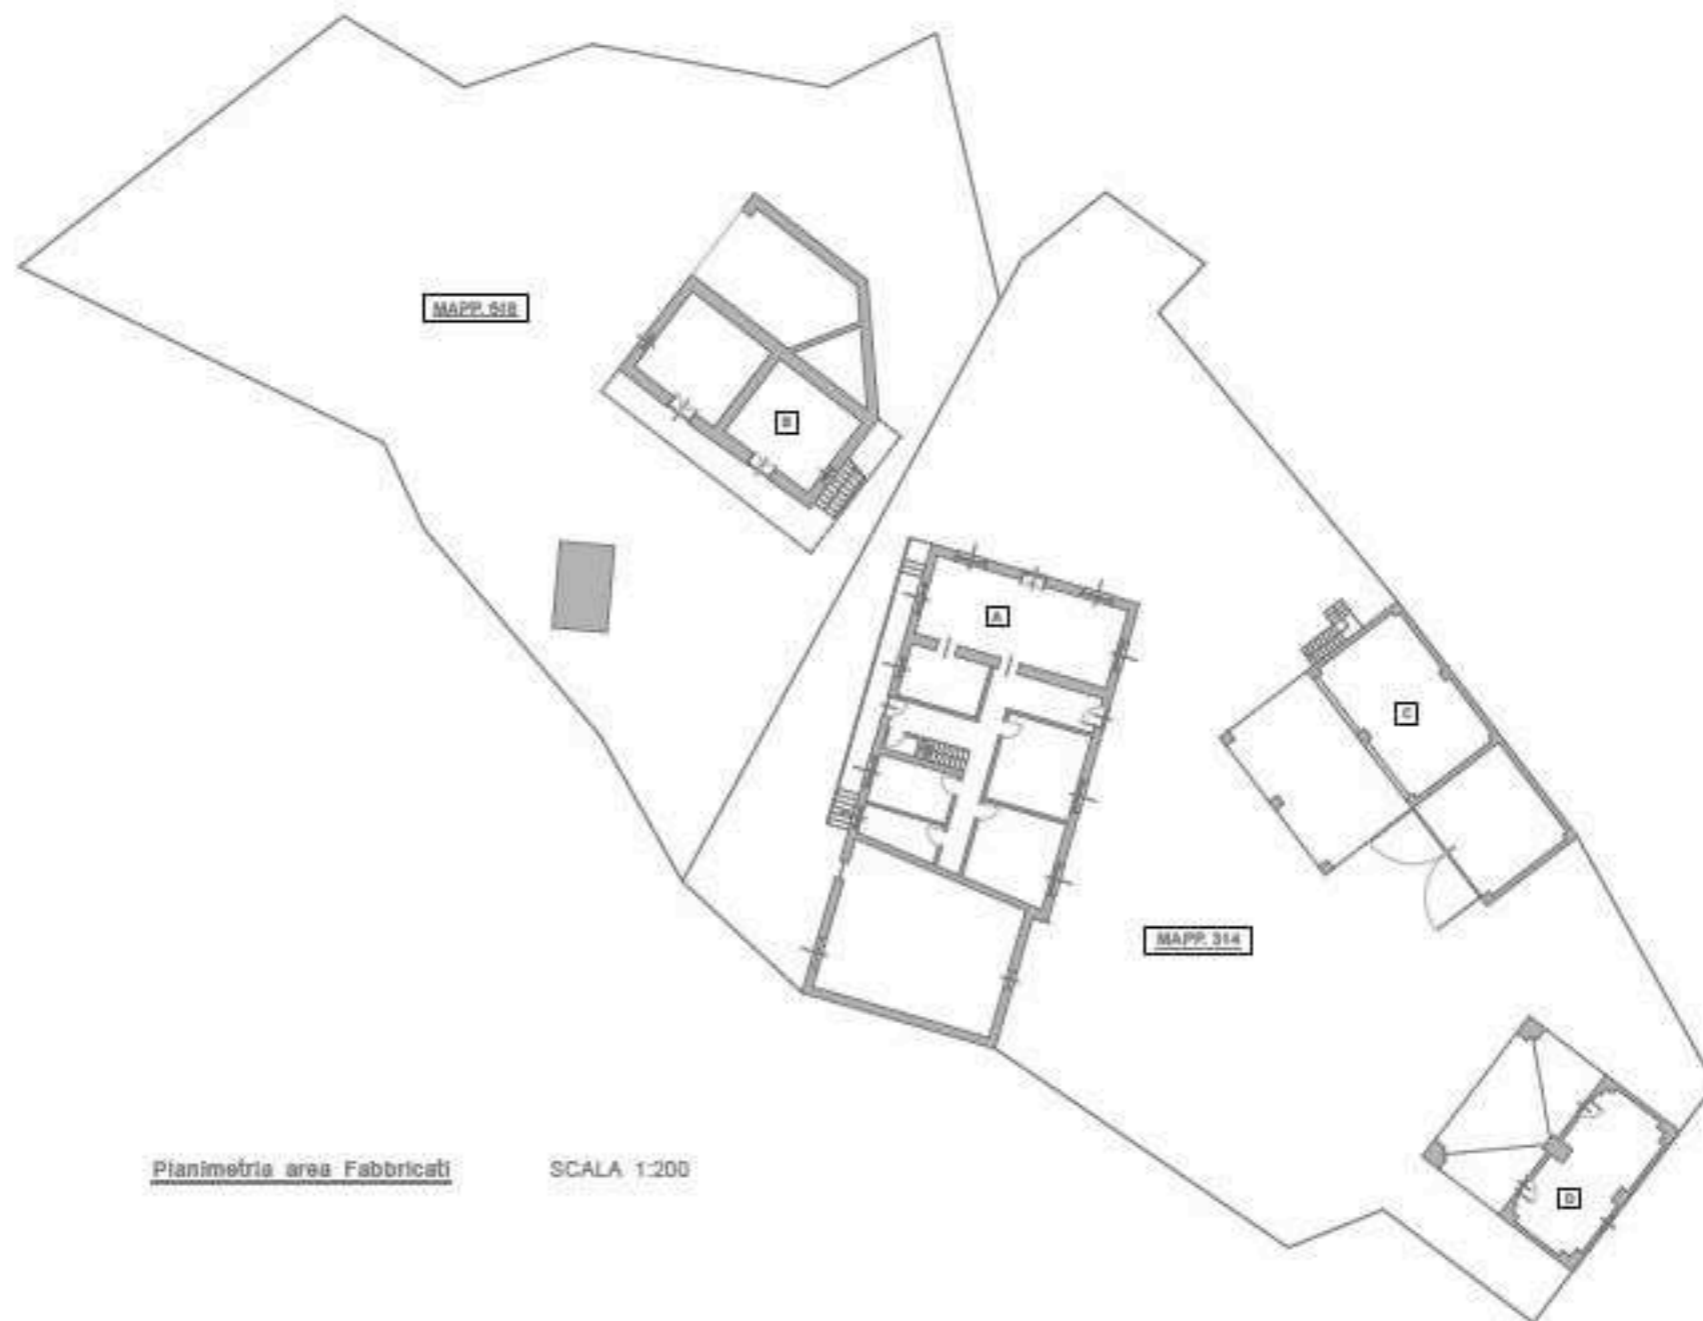 MAPP. 518
B
A
C
MAPP. 314
D
Planimetria area Fabbricati
SCALA 1:200